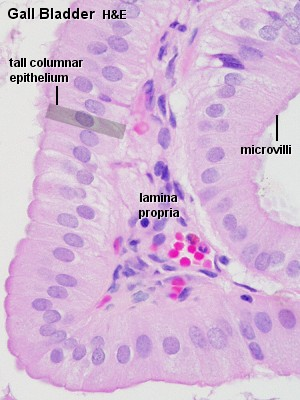 Gall Bladder H&E
tall columnar
epithelium
microvilli
lamina
propria